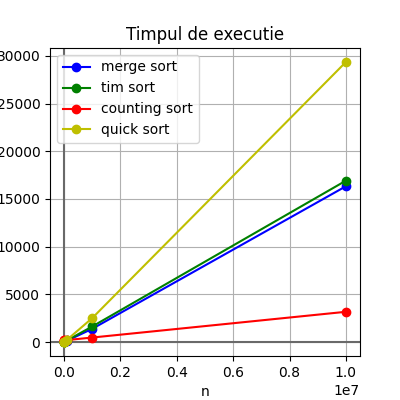 Timpul de executie
merge sort
tim sort
counting sort
quick sort
30000
25000
20000
15000
10000
5000
0
0.0 0.2 0.4 0.6 0.8 1.0
1e7
n